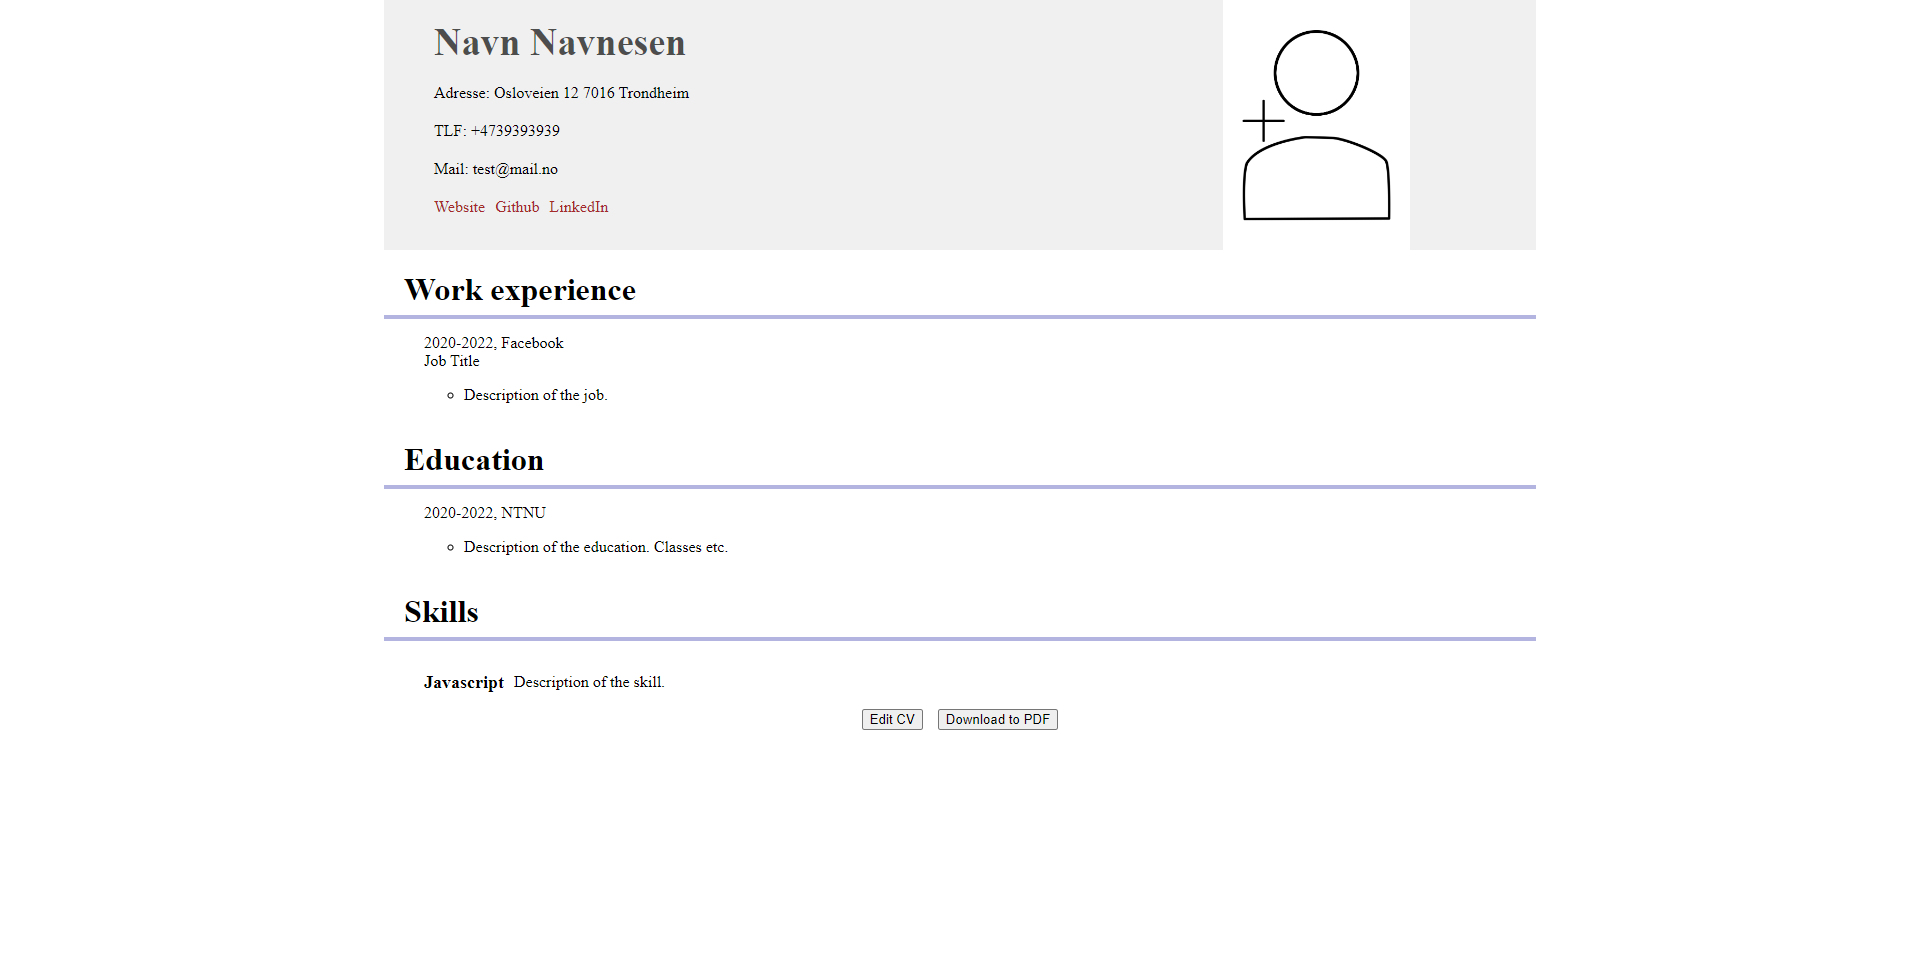 Navn Navnesen
Adresse: Osloveien 12 7016 Trondheim
TLF: +4739393939
Mail: test@mail.no
Website Github LinkedIn
Work experience
2020-2022, Facebook
Job Title
Description of the job.
Education
2020-2022, NTNU
Description of the education. Classes etc.
Skills
Javascript Description of the skill.
Edit CV Download to PDF